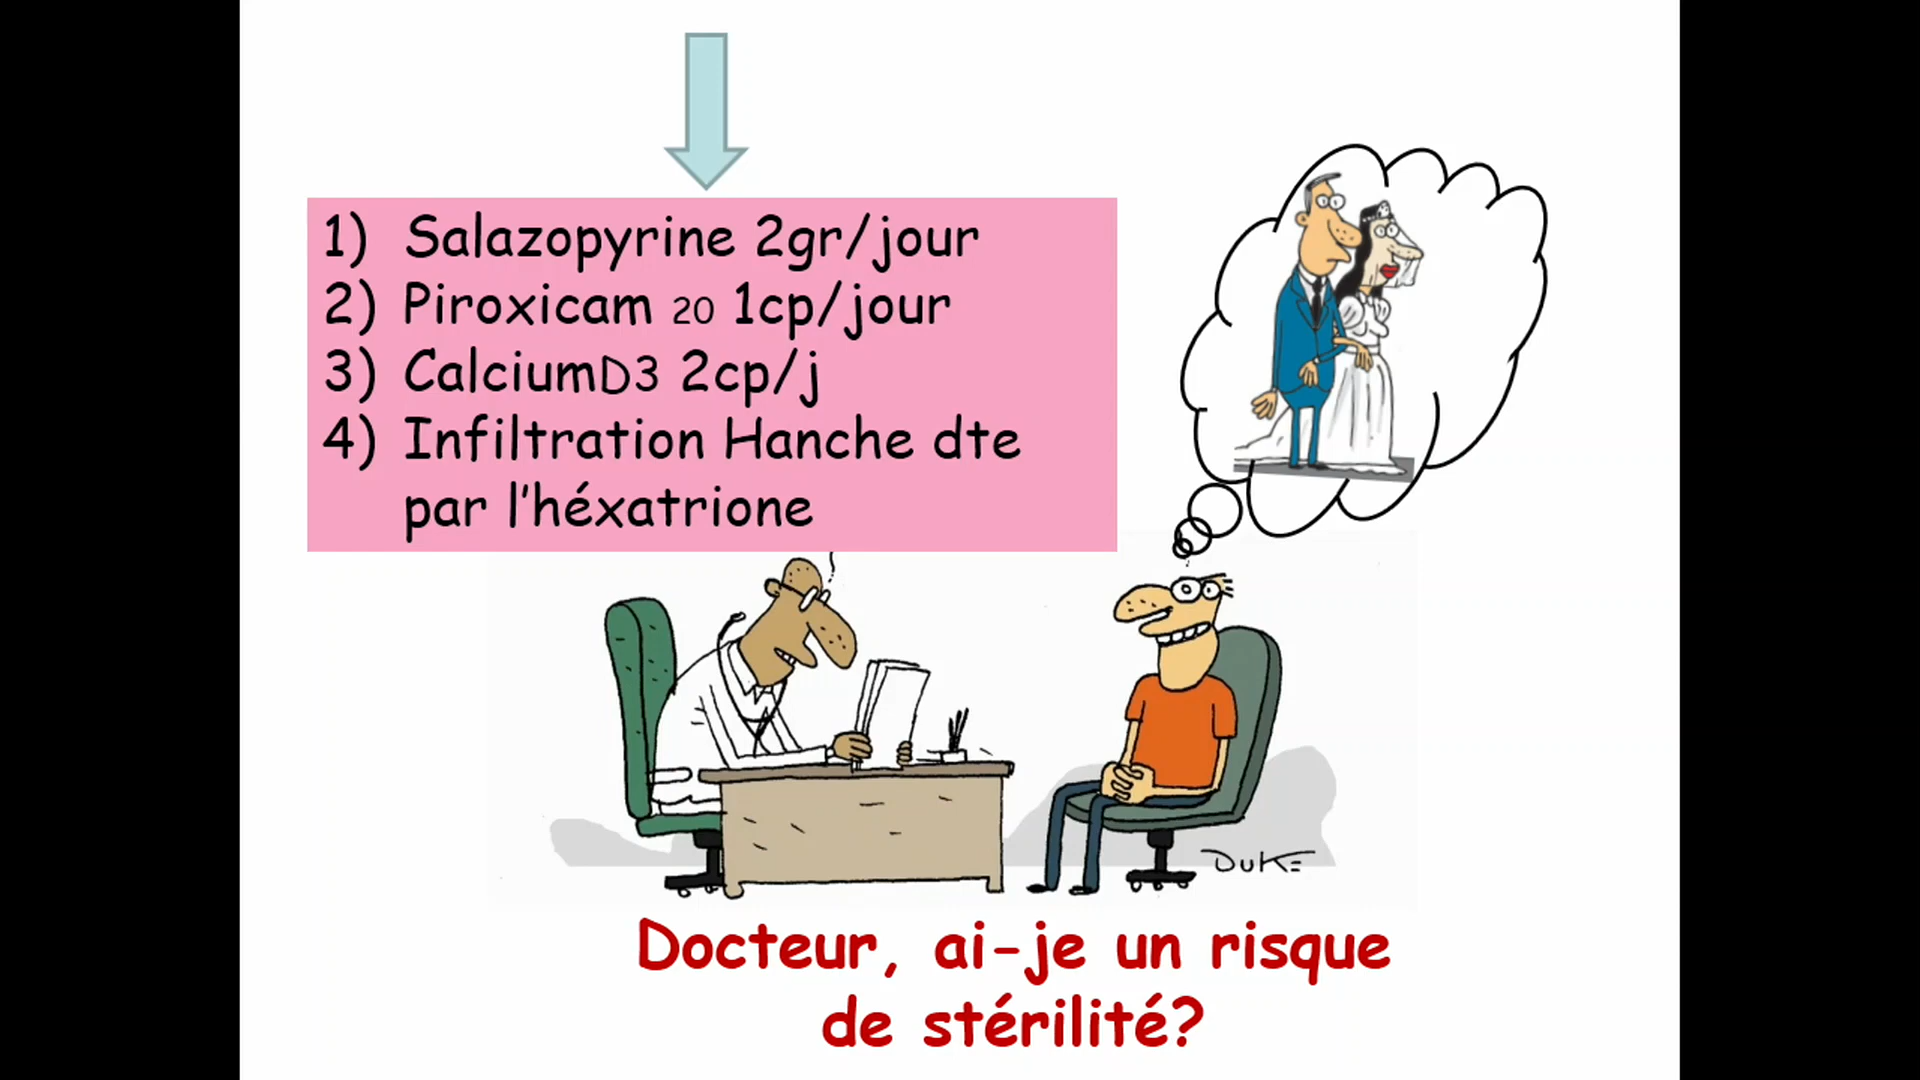 1) Salazopyrine 2gr/jour
2) Piroxicam 20 1cp/jour
3) CalciumD3 2cp/j
4) Infiltration Hanche dte
par l'héxatrione
DUKE
Docteur, ai-je un risque
de stérilité?